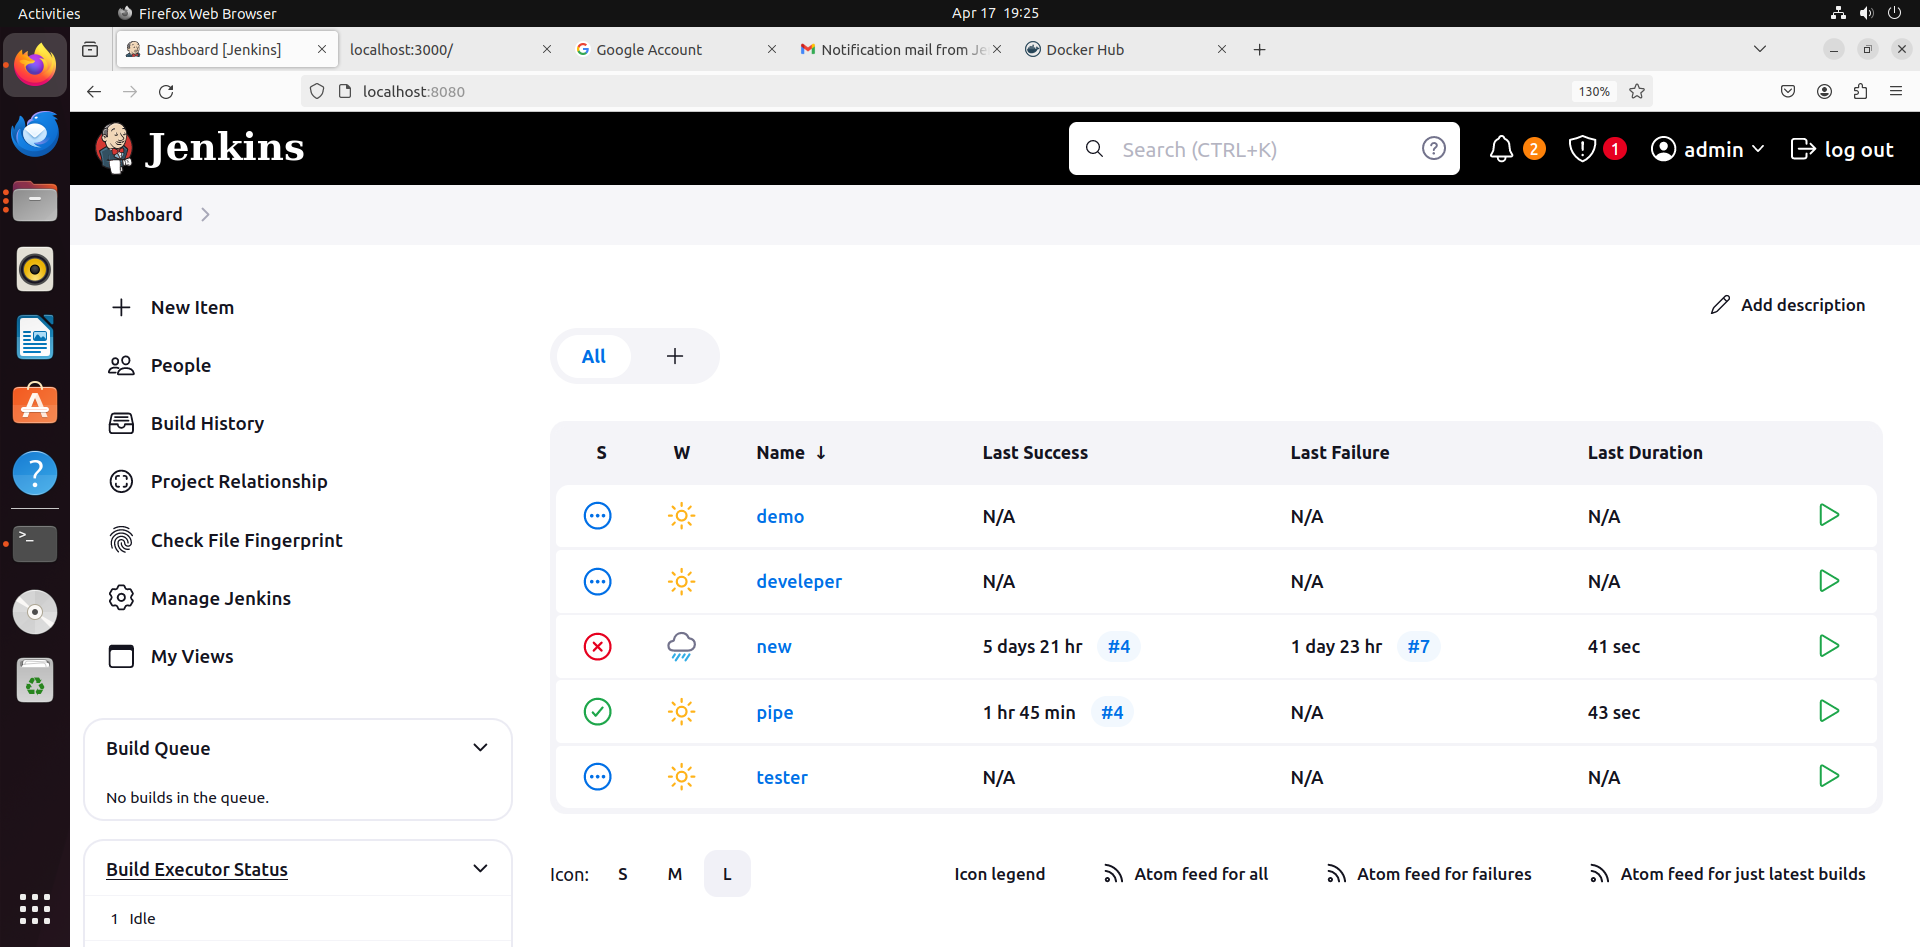 Activities Firefox Web Browser Apr 17 19:25
Dashboard [Jenkins] localhost:3000/ Google Account Notification mail from Je Docker Hub
localhost:8080 130%
Jenkins Search (CTRL+K) 2 1 admin log out
Dashboard
New Item
People
Build History
Project Relationship
Check File Fingerprint
Manage Jenkins
My Views
Build Queue
No builds in the queue.
Build Executor Status
1 Idle
Add description
All +
S W Name ↓ Last Success Last Failure Last Duration
demo N/A N/A N/A
develeper N/A N/A N/A
new 5 days 21 hr #4 1 day 23 hr #7 41 sec
pipe 1 hr 45 min #4 N/A 43 sec
tester N/A N/A N/A
Icon: S M L Icon legend Atom feed for all Atom feed for failures Atom feed for just latest builds